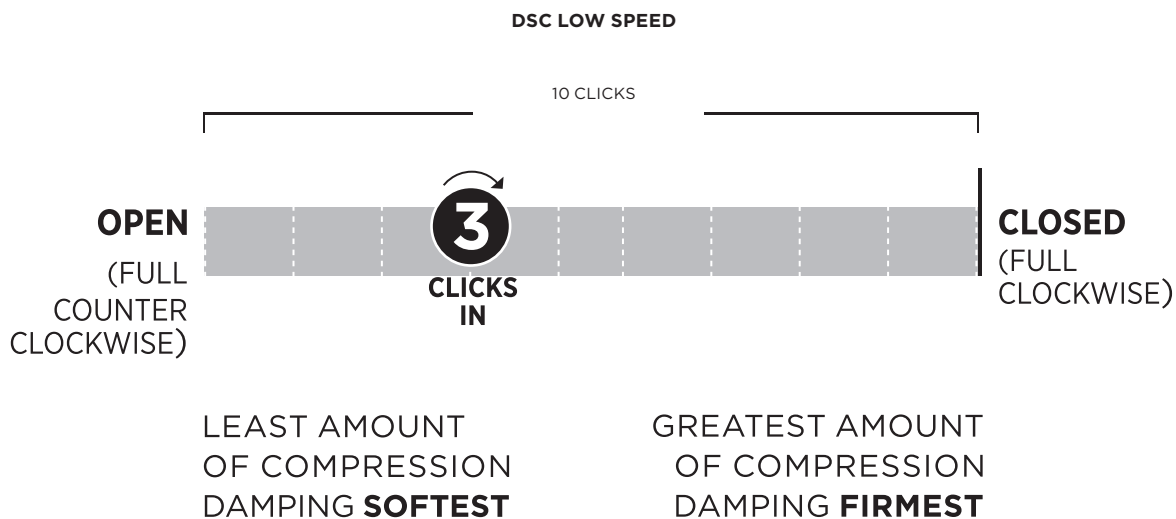 DSC LOW SPEED
10 CLICKS
OPEN
(FULL
COUNTER
CLOCKWISE)
3
CLICKS
IN
CLOSED
(FULL
CLOCKWISE)
LEAST AMOUNT
OF COMPRESSION
DAMPING SOFTEST
GREATEST AMOUNT
OF COMPRESSION
DAMPING FIRMEST